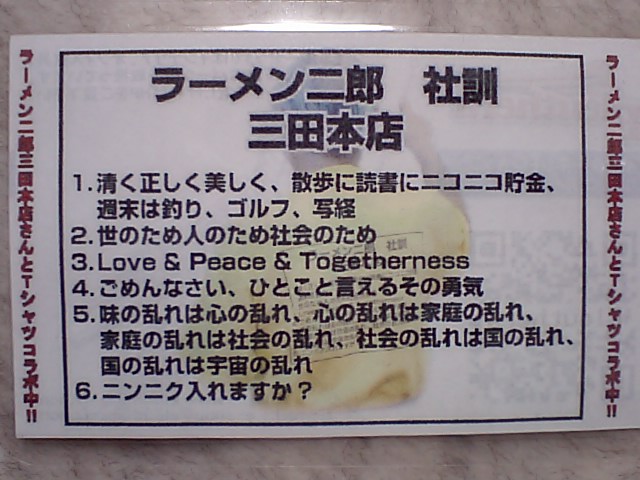 ラーメン二郎 社訓
三田本店
1.清く正しく美しく、散歩に読書にニコニコ貯金、
週末は釣り、ゴルフ、写経
2.世のため人のため社会のため
3.Love & Peace & Togetherness
4.ごめんなさい、ひとこと言えるその勇気
5.味の乱れは心の乱れ、心の乱れは家庭の乱れ、
家庭の乱れは社会の乱れ、社会の乱れは国の乱れ、
国の乱れは宇宙の乱れ
6.ニンニク入れますか?
ラーメン二郎三田本店さんとTシャツコラボ中!!
ラーメン二郎三田本店さんとTシャツコラボ中!!